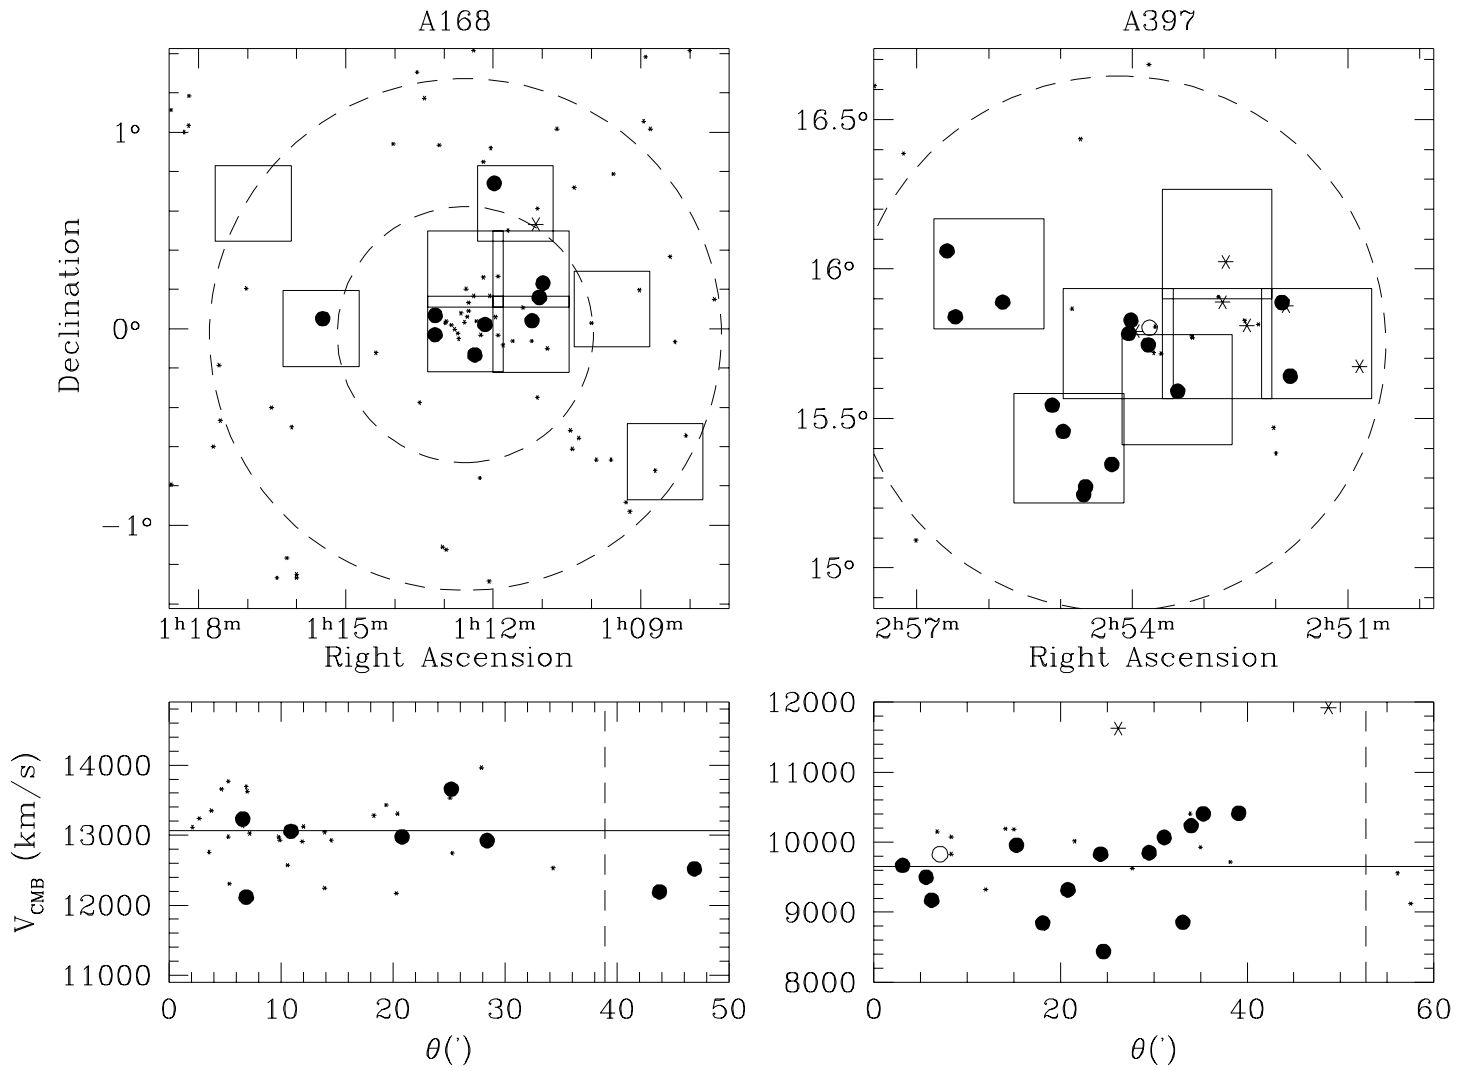 A168
A397
Declination
1°
0°
−1°
1ʰ18ᵐ 1ʰ15ᵐ 1ʰ12ᵐ 1ʰ09ᵐ
Right Ascension
16.5°
16°
15.5°
15°
2ʰ57ᵐ 2ʰ54ᵐ 2ʰ51ᵐ
Right Ascension
V_CMB (km/s)
14000
13000
12000
11000
0 10 20 30 40 50
θ(')
12000
11000
10000
9000
8000
0 20 40 60
θ(')